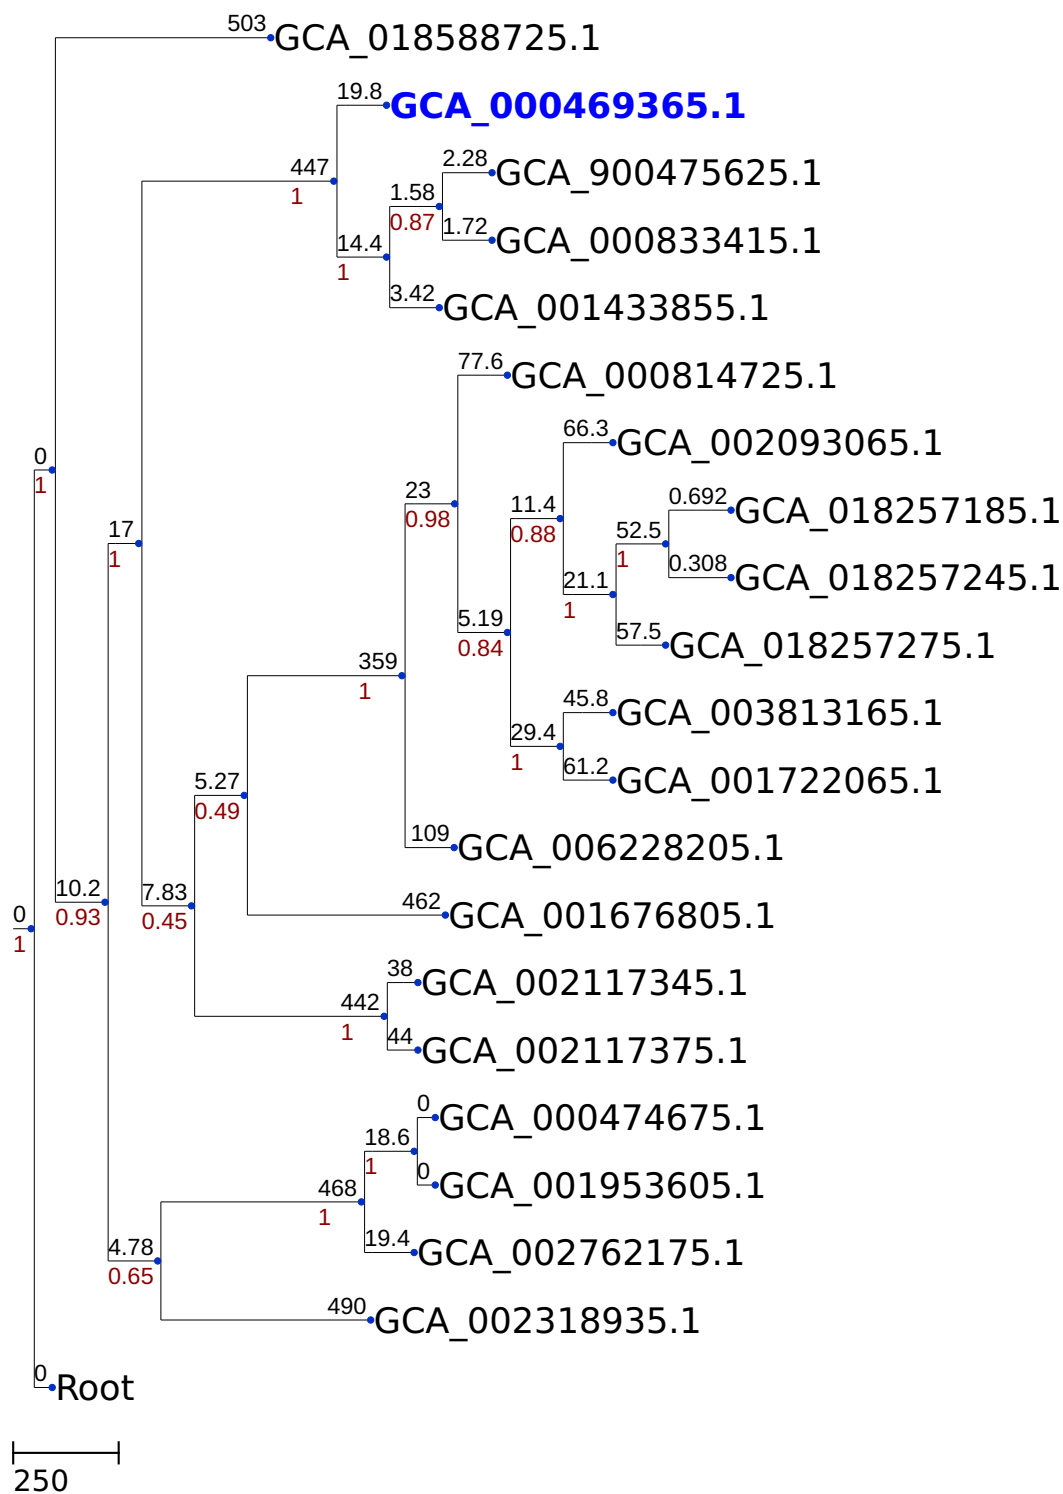 503 GCA_018588725.1
19.8 GCA_000469365.1
447
1
2.28 GCA_900475625.1
1.58
0.87
1.72 GCA_000833415.1
14.4
1
3.42 GCA_001433855.1
77.6 GCA_000814725.1
66.3 GCA_002093065.1
0
1
23
0.98
11.4
0.88
0.692 GCA_018257185.1
17
1
52.5
1
0.308 GCA_018257245.1
21.1
1
5.19
0.84
57.5 GCA_018257275.1
359
1
45.8 GCA_003813165.1
29.4
1
61.2 GCA_001722065.1
5.27
0.49
109 GCA_006228205.1
10.2
0.93
7.83
0.45
462 GCA_001676805.1
0
1
38 GCA_002117345.1
442
1
44 GCA_002117375.1
0 GCA_000474675.1
18.6
1
0 GCA_001953605.1
468
1
19.4 GCA_002762175.1
4.78
0.65
490 GCA_002318935.1
0 Root
250